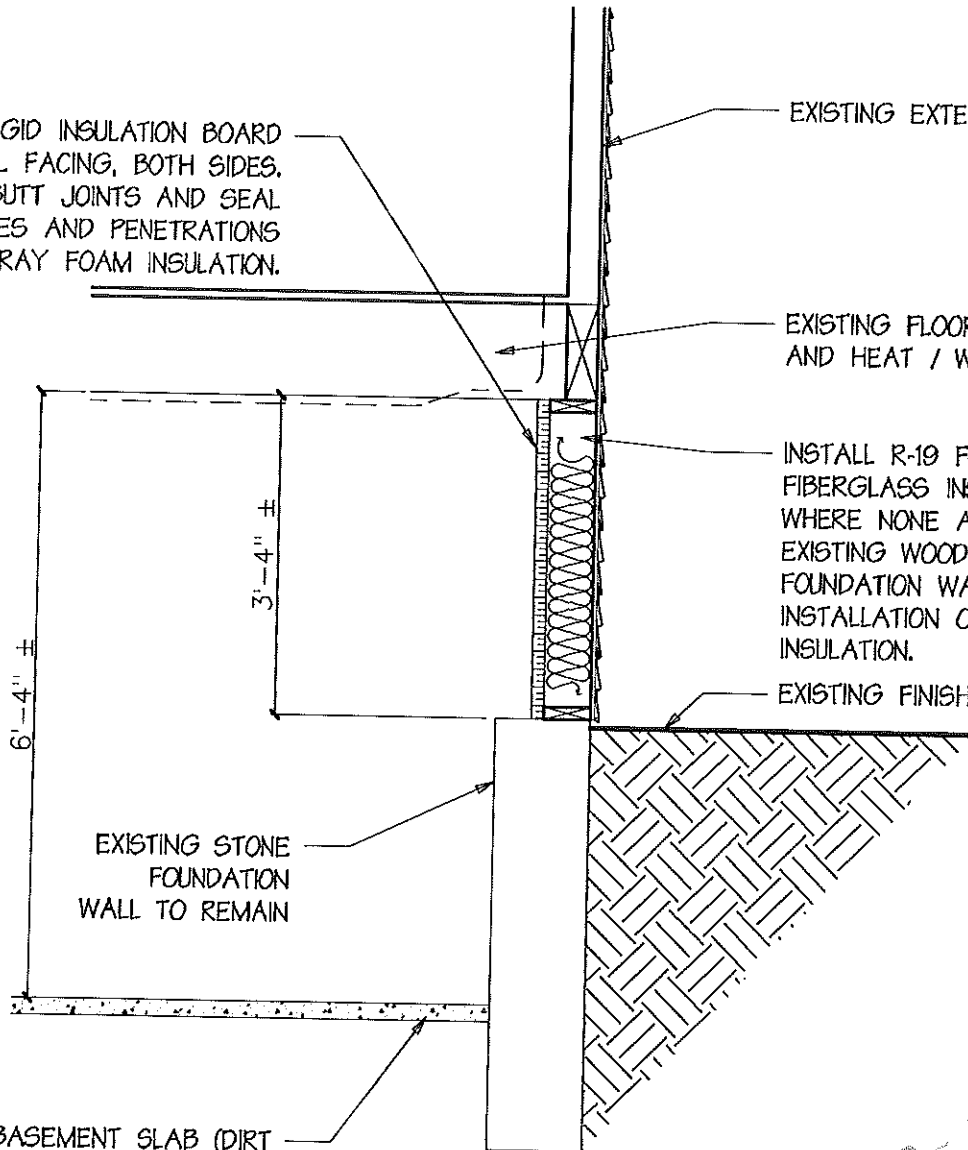 GID INSULATION BOARD
L FACING, BOTH SIDES.
BUTT JOINTS AND SEAL
ES AND PENETRATIONS
RAY FOAM INSULATION.
EXISTING EXTE
EXISTING FLOOR
AND HEAT / W
INSTALL R-19 F
FIBERGLASS INS
WHERE NONE A
EXISTING WOOD
FOUNDATION WA
INSTALLATION O
INSULATION.
EXISTING FINISH
3'-4" ±
6'-4" ±
EXISTING STONE
FOUNDATION
WALL TO REMAIN
BASEMENT SLAB (DIRT